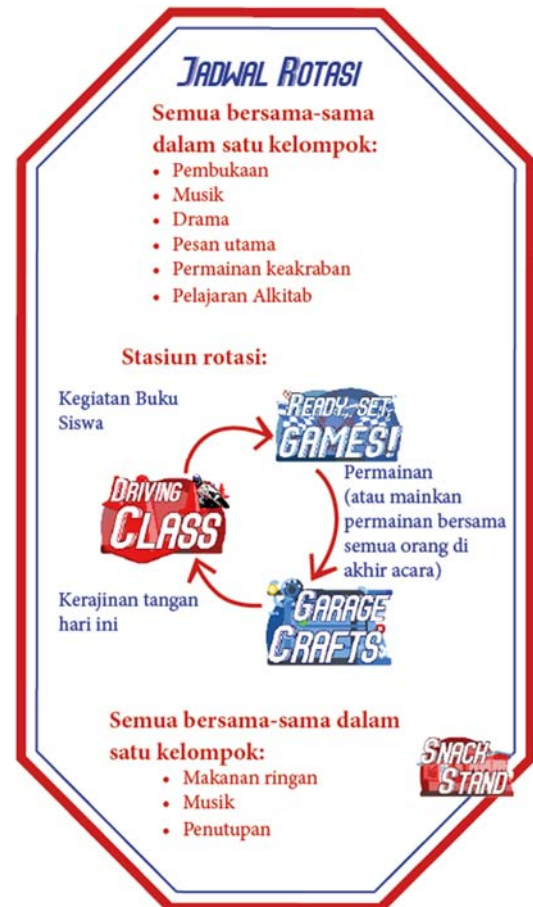 JADWAL ROTASI
Semua bersama-sama
dalam satu kelompok:
• Pembukaan
• Musik
• Drama
• Pesan utama
• Permainan keakraban
• Pelajaran Alkitab
Stasiun rotasi:
Kegiatan Buku
Siswa
READY, SET,
GAMES!
DRIVING
CLASS
Permainan
(atau mainkan
permainan bersama
semua orang di
akhir acara)
Kerajinan tangan
hari ini
GARAGE
CRAFTS
Semua bersama-sama dalam
satu kelompok:
• Makanan ringan
• Musik
• Penutupan
SNACK
STAND